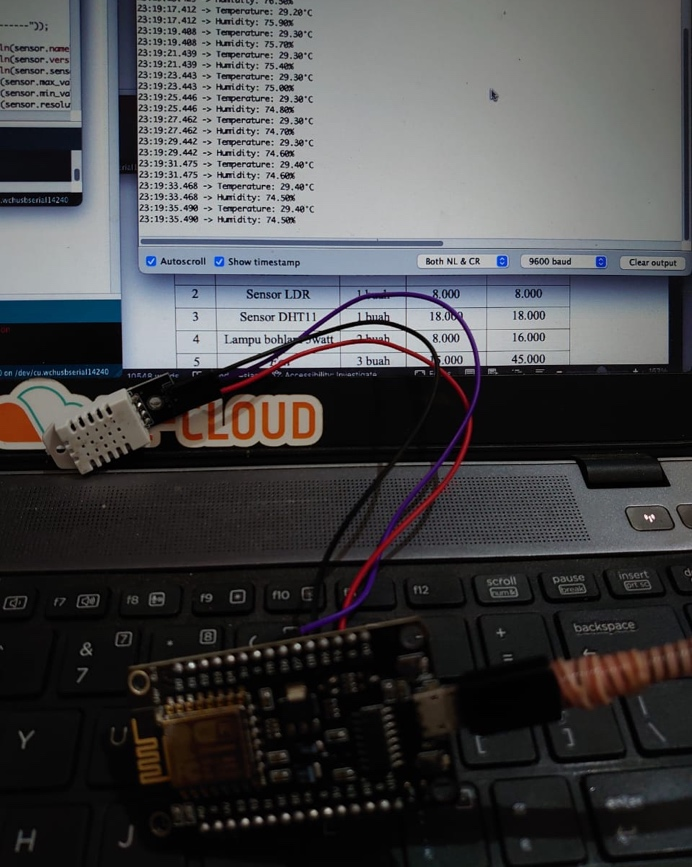 ------"));
ln(sensor.name
ln(sensor.vers
ln(sensor.sens
(sensor.max_va
(sensor.min_va
(sensor.resolu
.wchusbserial14240
23:19:17.412 -> Temperature: 29.20°C
23:19:17.412 -> Humidity: 75.90%
23:19:19.408 -> Temperature: 29.30°C
23:19:19.408 -> Humidity: 75.70%
23:19:21.439 -> Temperature: 29.30°C
23:19:21.439 -> Humidity: 75.40%
23:19:23.443 -> Temperature: 29.30°C
23:19:23.443 -> Humidity: 75.00%
23:19:25.446 -> Temperature: 29.30°C
23:19:25.446 -> Humidity: 74.80%
23:19:27.462 -> Temperature: 29.30°C
23:19:27.462 -> Humidity: 74.70%
23:19:29.442 -> Temperature: 29.30°C
23:19:29.442 -> Humidity: 74.60%
23:19:31.475 -> Temperature: 29.40°C
23:19:31.475 -> Humidity: 74.60%
23:19:33.468 -> Temperature: 29.40°C
23:19:33.468 -> Humidity: 74.50%
23:19:35.490 -> Temperature: 29.40°C
23:19:35.490 -> Humidity: 74.50%
Autoscroll Show timestamp Both NL & CR 9600 baud Clear output
2 Sensor LDR 1 buah 8.000 8.000
3 Sensor DHT11 1 buah 18.000 18.000
4 Lampu bohlam 5watt 2 buah 8.000 16.000
5 3 buah 45.000
on /dev/cu.wchusbserial14240
Accessibility: Investigate
-CLOUD
f7 f8 f9 f10 f12 scroll pause break insert
& 7 7 * 8 + = backspace
Y U [ ] \
H J enter